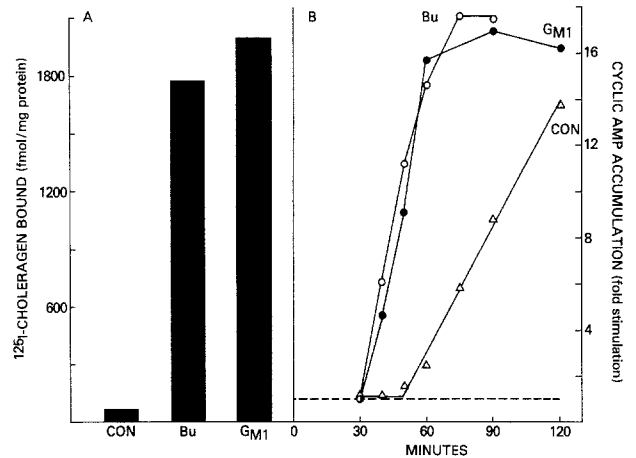 A
125I-CHOLERAGEN BOUND (fmol/mg protein)
1800
1200
600
CON
Bu
GM1
B
Bu
GM1
CON
16
12
8
4
CYCLIC AMP ACCUMULATION (fold stimulation)
0
30
60
90
120
MINUTES